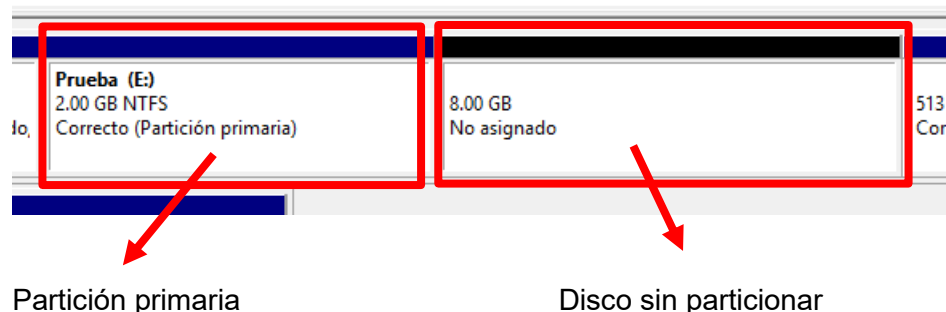 Prueba (E:)
2.00 GB NTFS
Correcto (Partición primaria)
8.00 GB
No asignado
do,
513
Cor
Partición primaria
Disco sin particionar